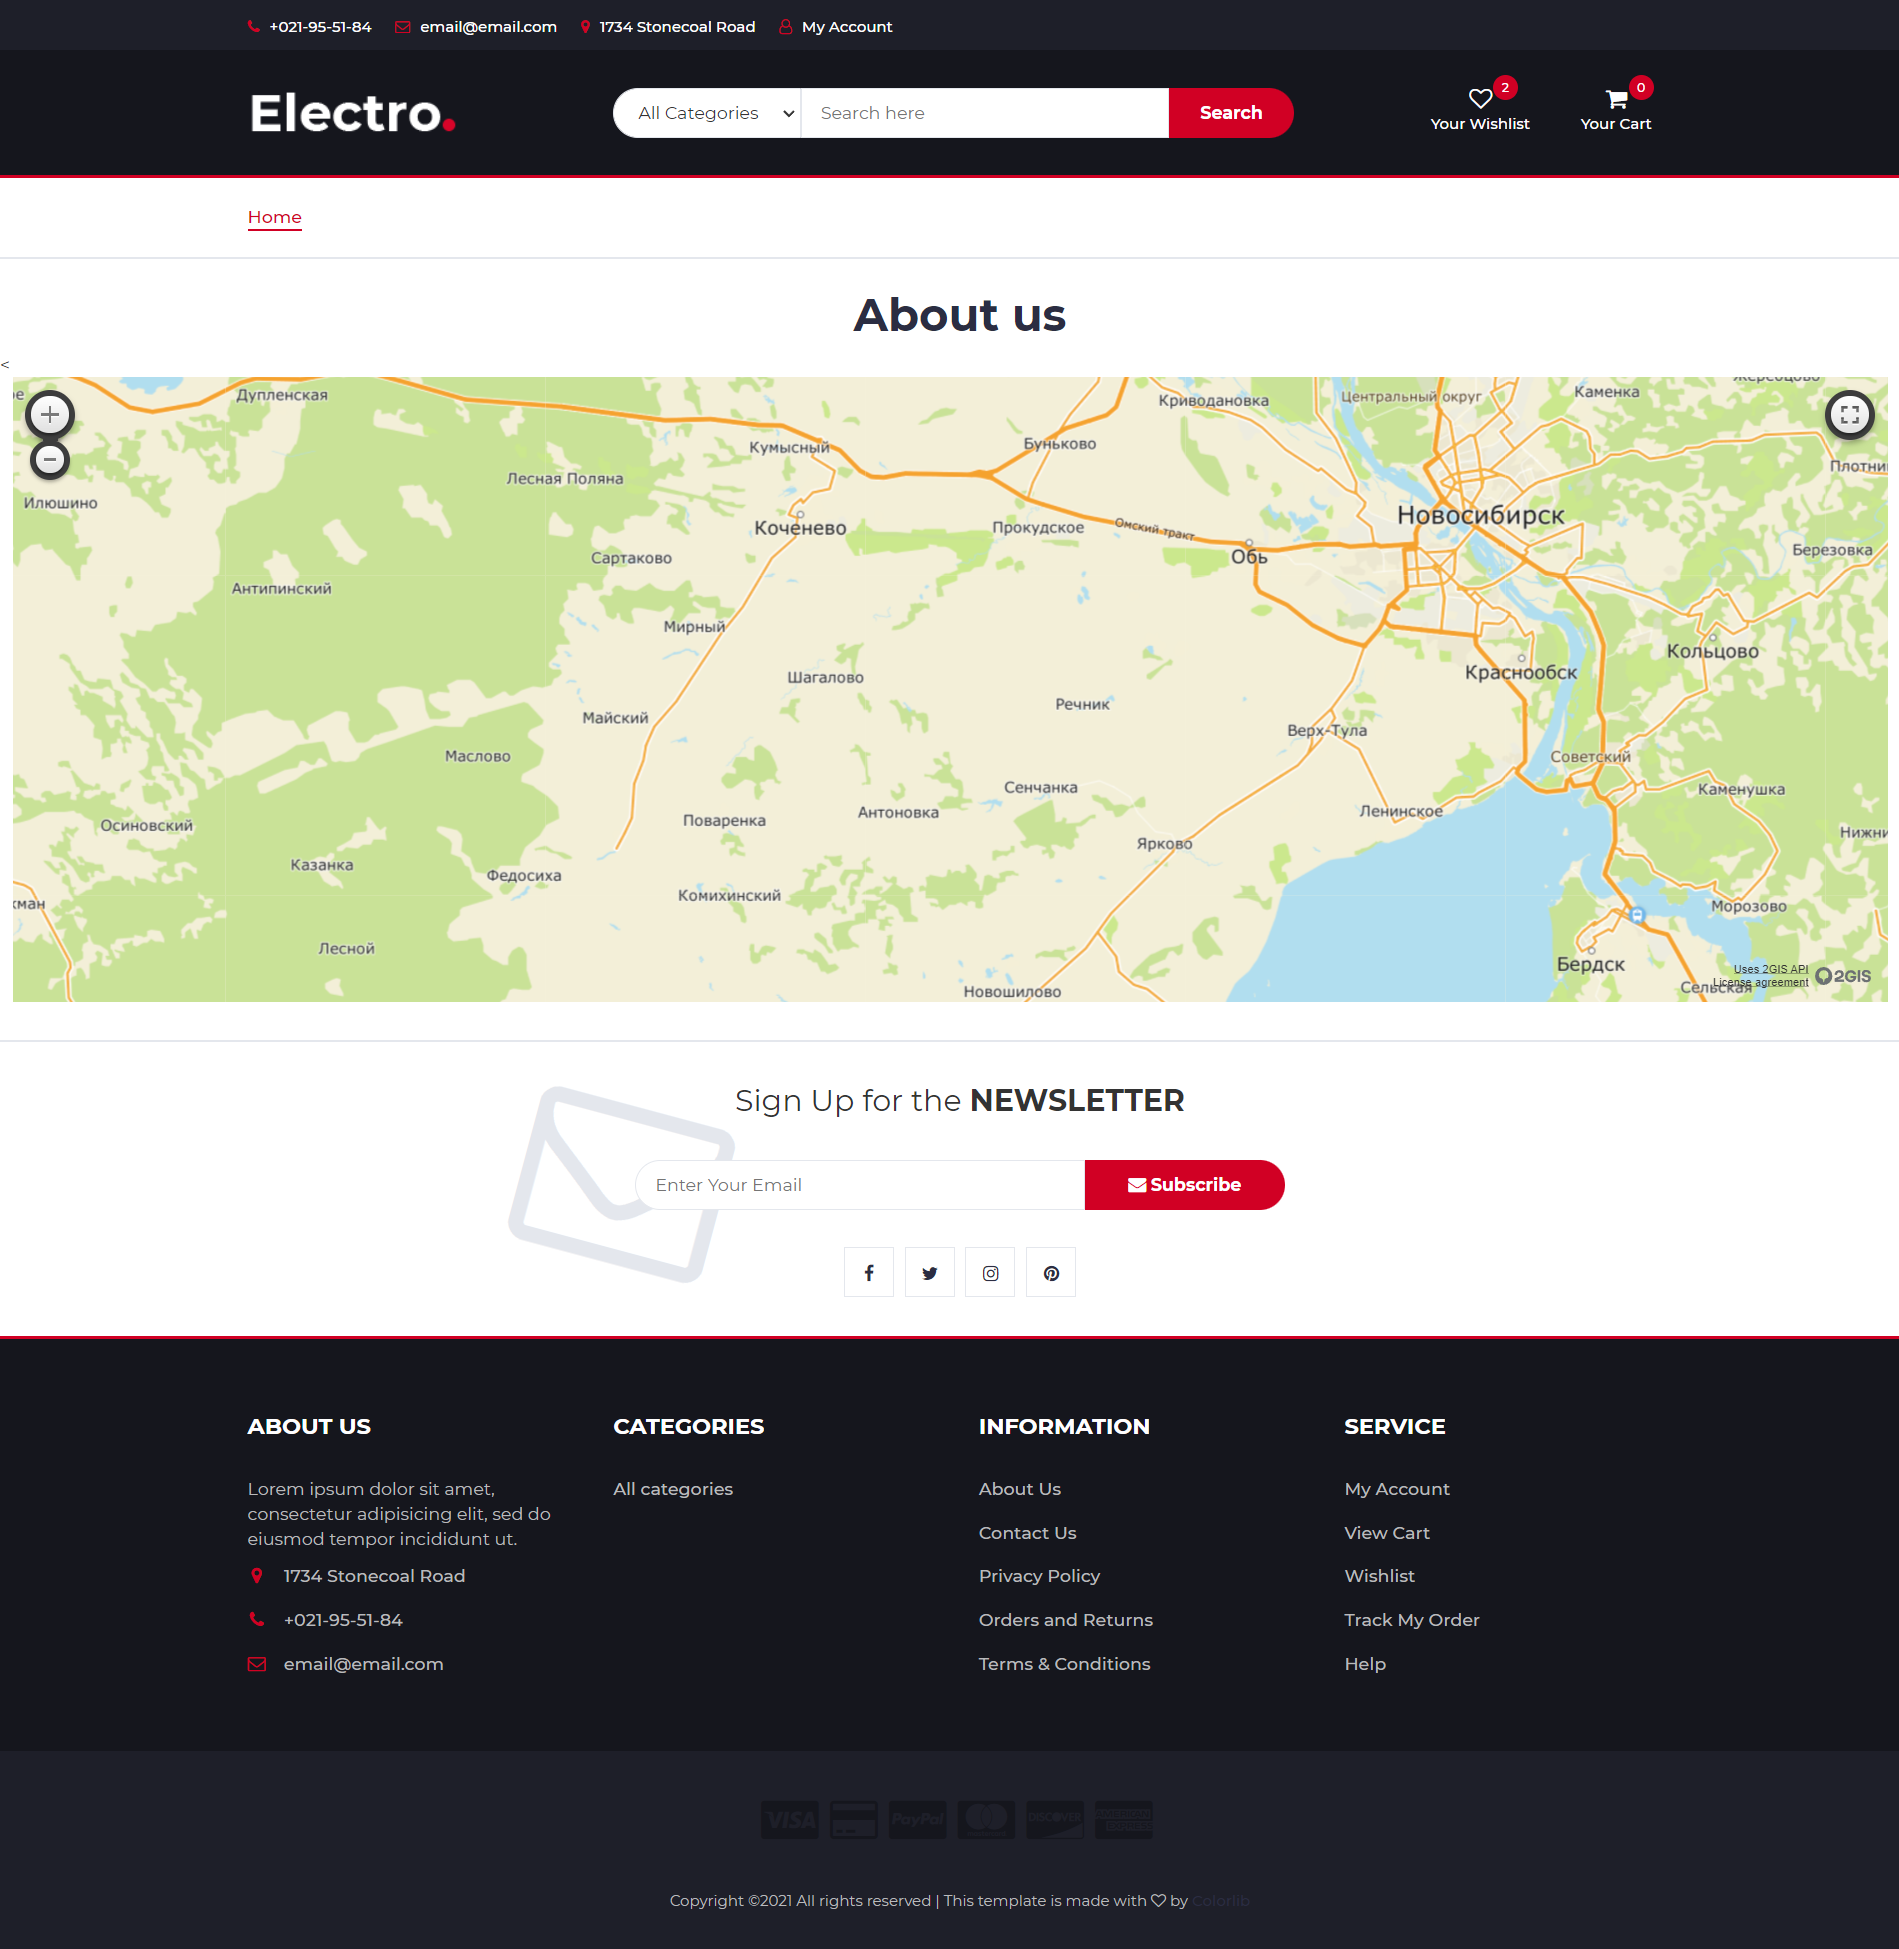 +021-95-51-84 email@email.com 1734 Stonecoal Road My Account
Electro.
All Categories Search here Search
2 0
Your Wishlist Your Cart
Home
About us
<
Дупленская
Криводановка
Центральный округ
Каменка
Кумысный
Буньково
Лесная Поляна
Илюшино
Коченево
Прокудское
Омский тракт
Новосибирск
Обь
Березовка
Сартаково
Антипинский
Мирный
Кольцово
Краснообск
Шагалово
Речник
Майский
Верх-Тула
Маслово
Советский
Сенчанка
Каменушка
Антоновка
Ленинское
Поваренка
Осиновский
Ярково
Казанка
Федосиха
Комихинский
Морозово
Лесной
Бердск
Новошилово
Сельская
Uses 2GIS API
License agreement
2GIS
Sign Up for the NEWSLETTER
Enter Your Email Subscribe
ABOUT US
Lorem ipsum dolor sit amet,
consectetur adipisicing elit, sed do
eiusmod tempor incididunt ut.
1734 Stonecoal Road
+021-95-51-84
email@email.com
CATEGORIES
All categories
INFORMATION
About Us
Contact Us
Privacy Policy
Orders and Returns
Terms & Conditions
SERVICE
My Account
View Cart
Wishlist
Track My Order
Help
VISA PayPal DISCOVER AMERICAN EXPRESS
Copyright ©2021 All rights reserved | This template is made with ♡ by Colorlib